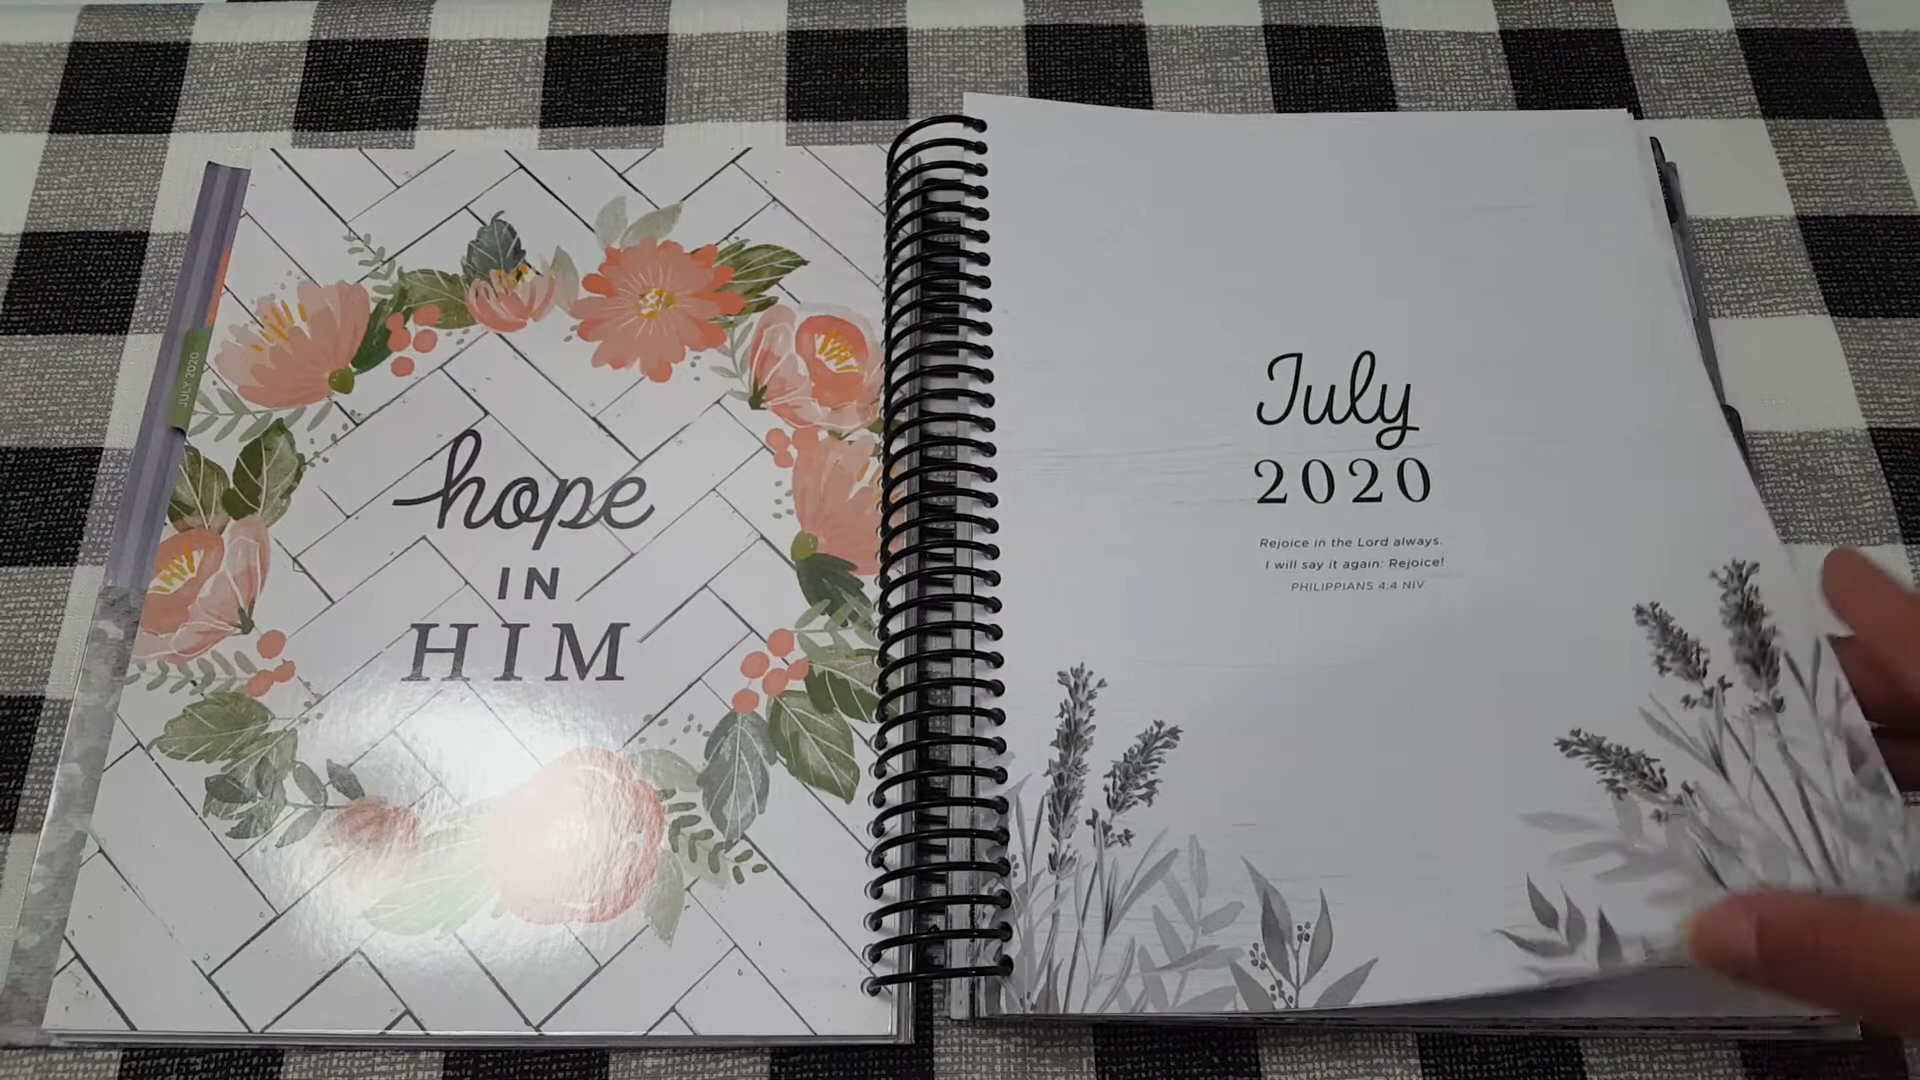 JULY 2020
hope
IN
HIM
July
2020
Rejoice in the Lord always.
I will say it again: Rejoice!
PHILIPPIANS 4:4 NIV